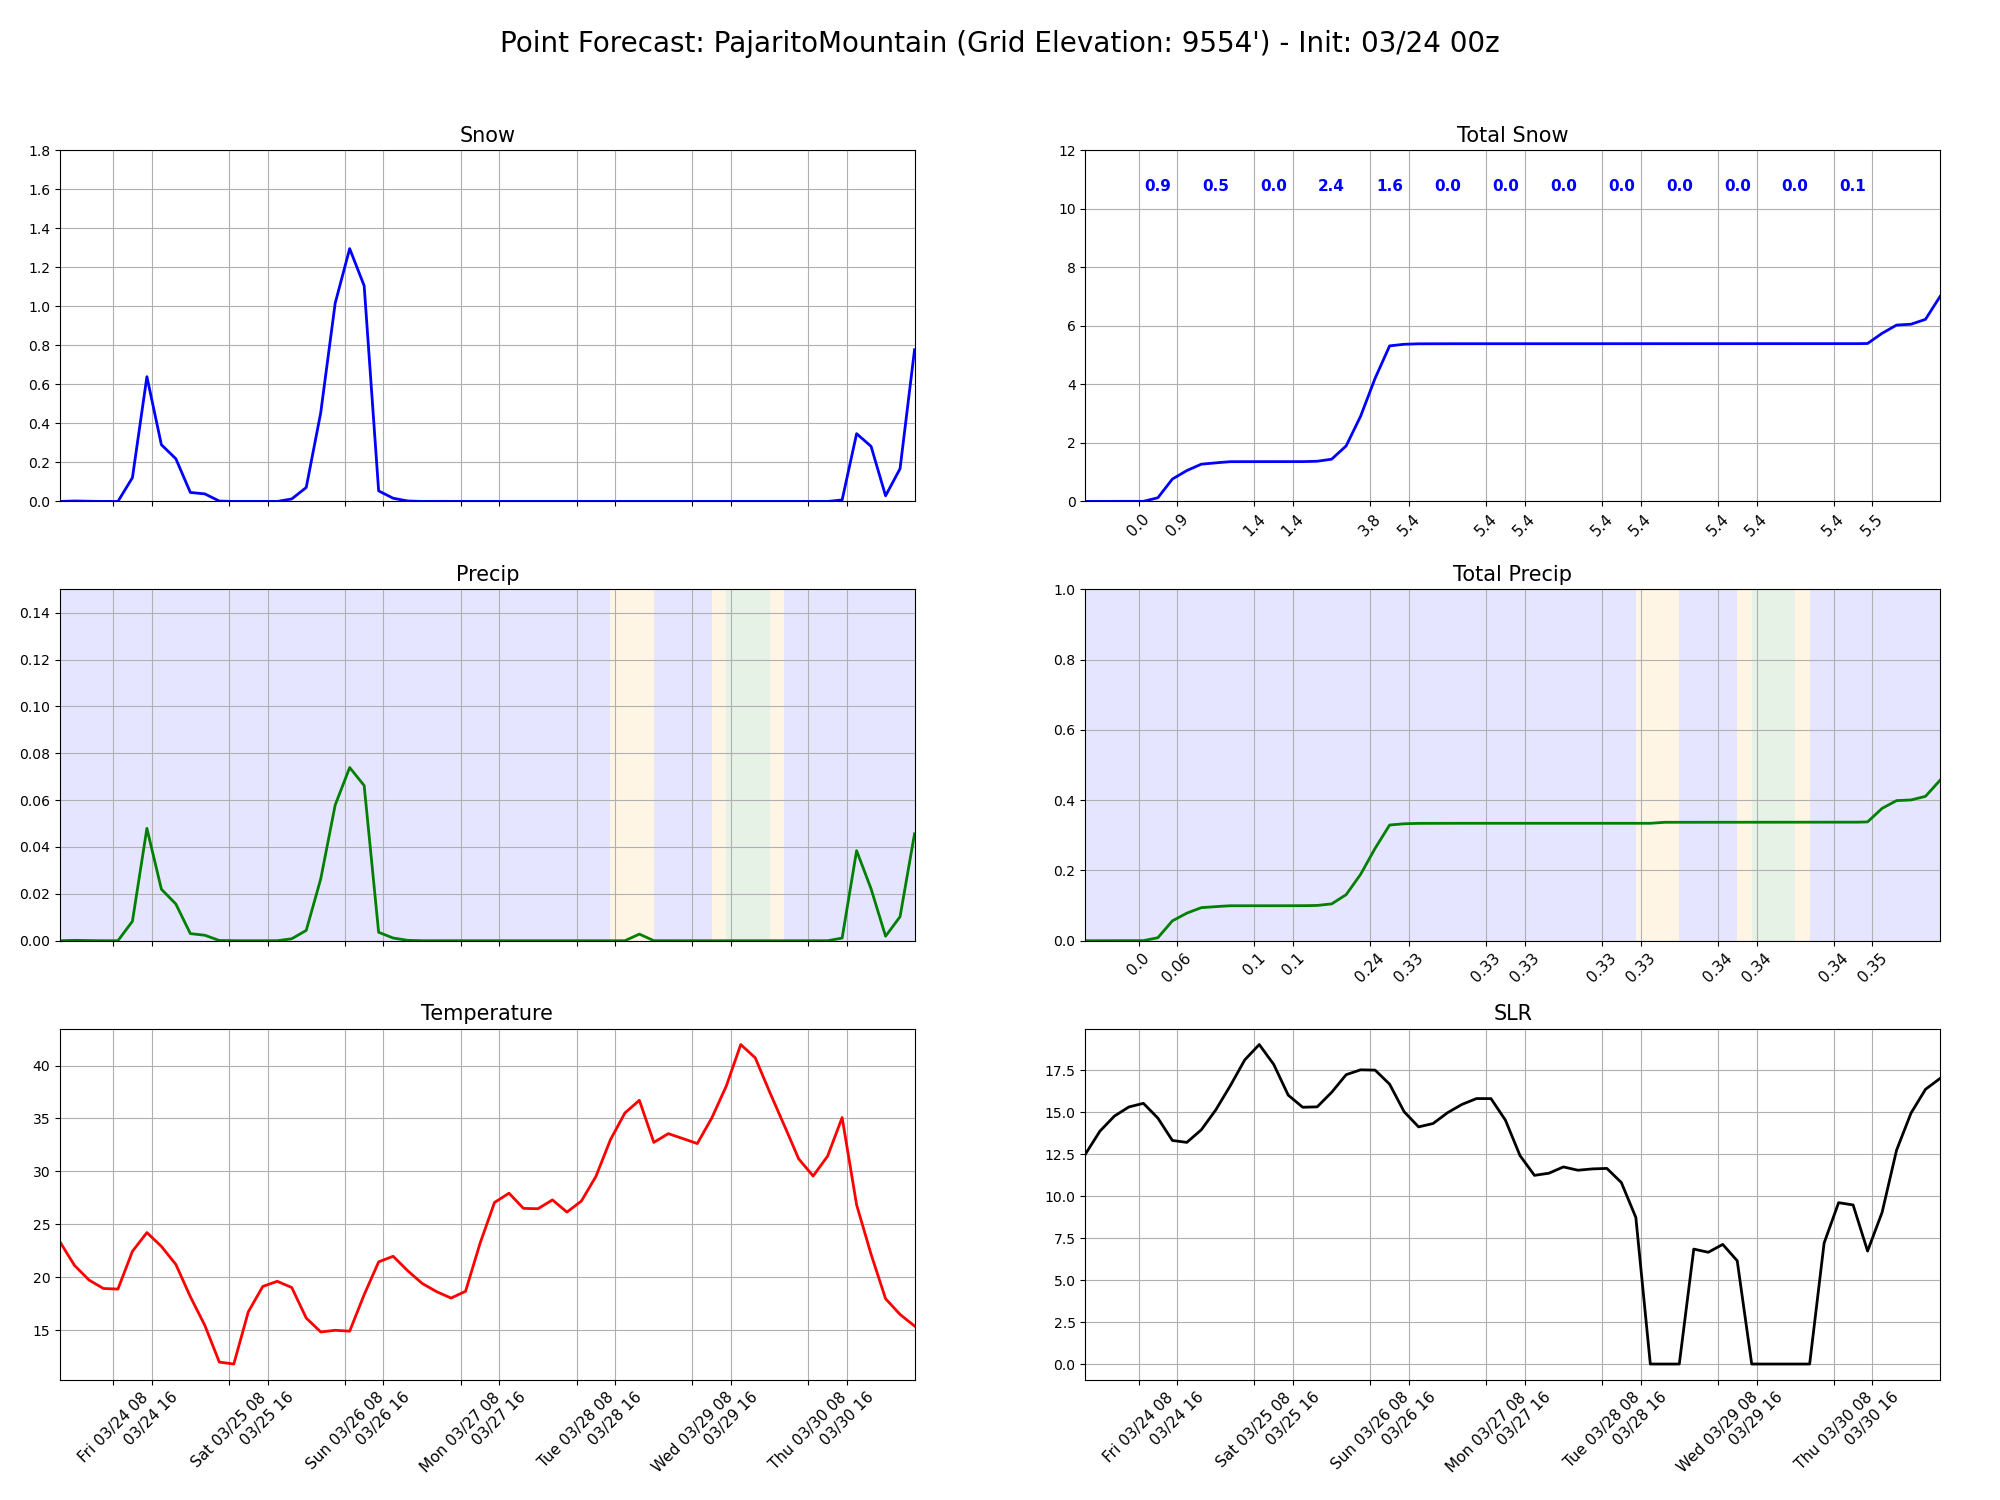 Point Forecast: PajaritoMountain (Grid Elevation: 9554') - Init: 03/24 00z
Snow
1.8
1.6
1.4
1.2
1.0
0.8
0.6
0.4
0.2
0.0
Total Snow
12
10
8
6
4
2
0
0.9 0.5 0.0 2.4 1.6 0.0 0.0 0.0 0.0 0.0 0.0 0.0 0.1
0.0 0.9 1.4 1.4 3.8 5.4 5.4 5.4 5.4 5.4 5.4 5.4 5.4 5.5
Precip
0.14
0.12
0.10
0.08
0.06
0.04
0.02
0.00
Total Precip
1.0
0.8
0.6
0.4
0.2
0.0
0.0 0.06 0.1 0.1 0.24 0.33 0.33 0.33 0.33 0.33 0.34 0.34 0.34 0.35
Temperature
40
35
30
25
20
15
Fri 03/24 08
03/24 16
Sat 03/25 08
03/25 16
Sun 03/26 08
03/26 16
Mon 03/27 08
03/27 16
Tue 03/28 08
03/28 16
Wed 03/29 08
03/29 16
Thu 03/30 08
03/30 16
SLR
17.5
15.0
12.5
10.0
7.5
5.0
2.5
0.0
Fri 03/24 08
03/24 16
Sat 03/25 08
03/25 16
Sun 03/26 08
03/26 16
Mon 03/27 08
03/27 16
Tue 03/28 08
03/28 16
Wed 03/29 08
03/29 16
Thu 03/30 08
03/30 16